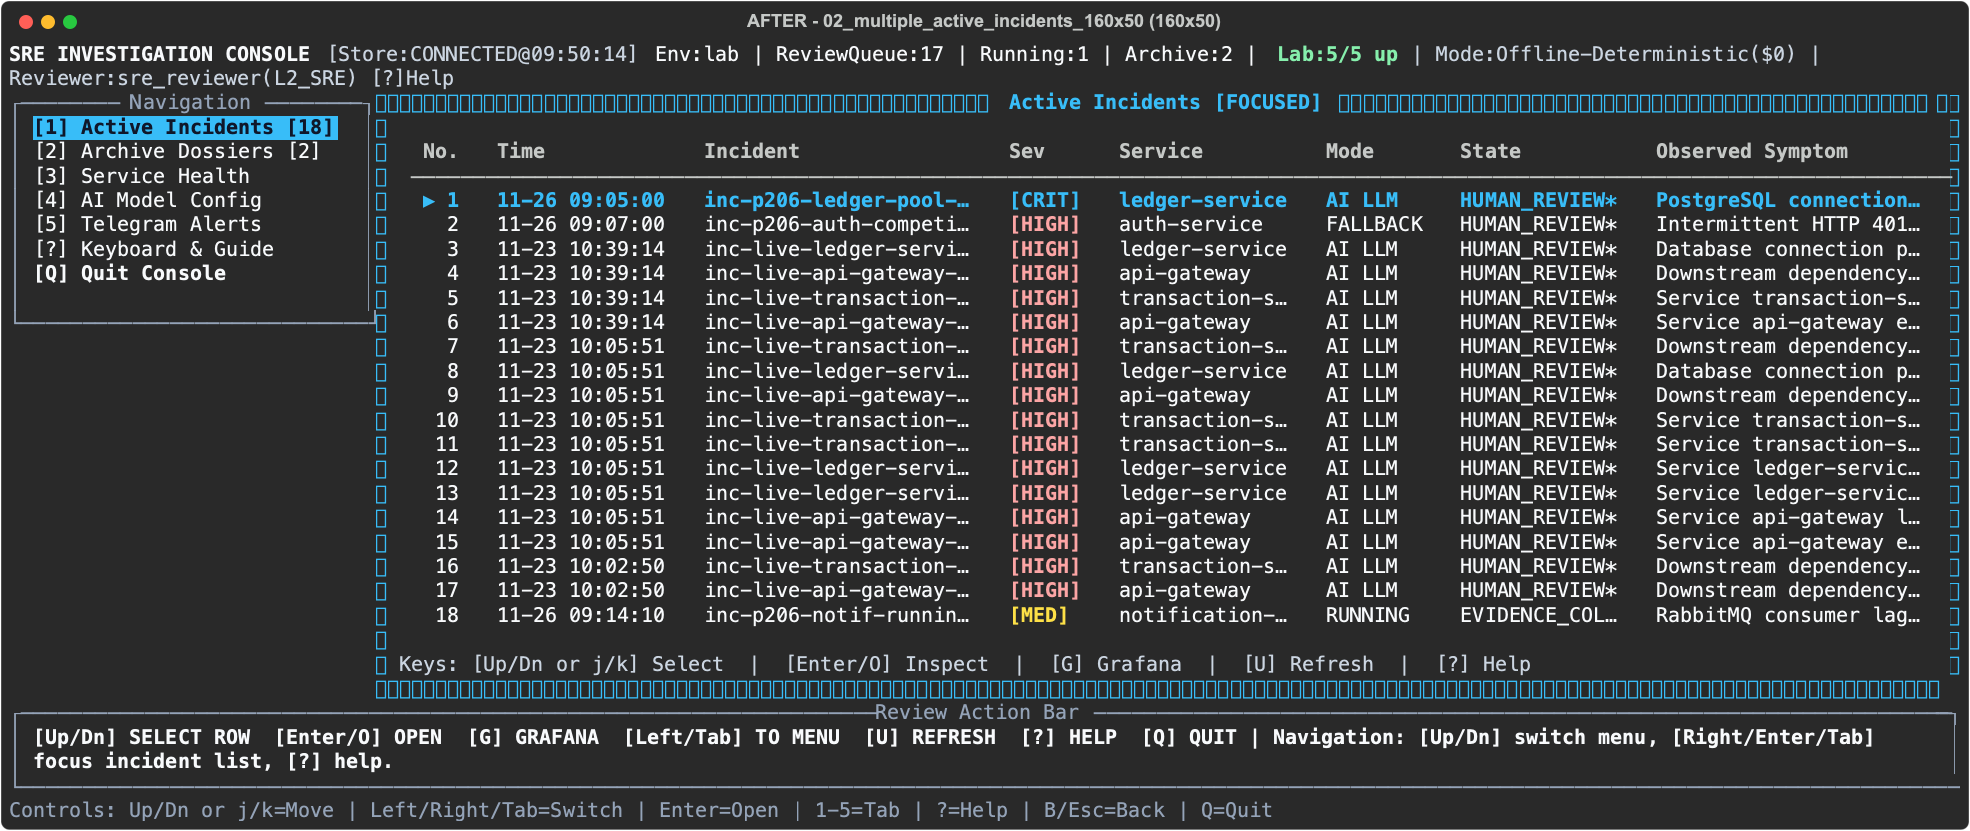 AFTER - 02_multiple_active_incidents_160x50 (160x50)
SRE INVESTIGATION CONSOLE [Store:CONNECTED@09:50:14] Env:lab | ReviewQueue:17 | Running:1 | Archive:2 | Lab:5/5 up | Mode:Offline-Deterministic($0) |
Reviewer:sre_reviewer(L2_SRE) [?]Help
Navigation
[1] Active Incidents [18]
[2] Archive Dossiers [2]
[3] Service Health
[4] AI Model Config
[5] Telegram Alerts
[?] Keyboard & Guide
[Q] Quit Console
Active Incidents [FOCUSED]
No. Time Incident Sev Service Mode State Observed Symptom
▶ 1 11-26 09:05:00 inc-p206-ledger-pool-… [CRIT] ledger-service AI LLM HUMAN_REVIEW* PostgreSQL connection…
2 11-26 09:07:00 inc-p206-auth-competi… [HIGH] auth-service FALLBACK HUMAN_REVIEW* Intermittent HTTP 401…
3 11-23 10:39:14 inc-live-ledger-servi… [HIGH] ledger-service AI LLM HUMAN_REVIEW* Database connection p…
4 11-23 10:39:14 inc-live-api-gateway-… [HIGH] api-gateway AI LLM HUMAN_REVIEW* Downstream dependency…
5 11-23 10:39:14 inc-live-transaction-… [HIGH] transaction-s… AI LLM HUMAN_REVIEW* Service transaction-s…
6 11-23 10:39:14 inc-live-api-gateway-… [HIGH] api-gateway AI LLM HUMAN_REVIEW* Service api-gateway e…
7 11-23 10:05:51 inc-live-transaction-… [HIGH] transaction-s… AI LLM HUMAN_REVIEW* Downstream dependency…
8 11-23 10:05:51 inc-live-ledger-servi… [HIGH] ledger-service AI LLM HUMAN_REVIEW* Database connection p…
9 11-23 10:05:51 inc-live-api-gateway-… [HIGH] api-gateway AI LLM HUMAN_REVIEW* Downstream dependency…
10 11-23 10:05:51 inc-live-transaction-… [HIGH] transaction-s… AI LLM HUMAN_REVIEW* Service transaction-s…
11 11-23 10:05:51 inc-live-transaction-… [HIGH] transaction-s… AI LLM HUMAN_REVIEW* Service transaction-s…
12 11-23 10:05:51 inc-live-ledger-servi… [HIGH] ledger-service AI LLM HUMAN_REVIEW* Service ledger-servic…
13 11-23 10:05:51 inc-live-ledger-servi… [HIGH] ledger-service AI LLM HUMAN_REVIEW* Service ledger-servic…
14 11-23 10:05:51 inc-live-api-gateway-… [HIGH] api-gateway AI LLM HUMAN_REVIEW* Service api-gateway l…
15 11-23 10:05:51 inc-live-api-gateway-… [HIGH] api-gateway AI LLM HUMAN_REVIEW* Service api-gateway e…
16 11-23 10:02:50 inc-live-transaction-… [HIGH] transaction-s… AI LLM HUMAN_REVIEW* Downstream dependency…
17 11-23 10:02:50 inc-live-api-gateway-… [HIGH] api-gateway AI LLM HUMAN_REVIEW* Downstream dependency…
18 11-26 09:14:10 inc-p206-notif-runnin… [MED] notification-… RUNNING EVIDENCE_COL… RabbitMQ consumer lag…
Keys: [Up/Dn or j/k] Select | [Enter/O] Inspect | [G] Grafana | [U] Refresh | [?] Help
Review Action Bar
[Up/Dn] SELECT ROW [Enter/O] OPEN [G] GRAFANA [Left/Tab] TO MENU [U] REFRESH [?] HELP [Q] QUIT | Navigation: [Up/Dn] switch menu, [Right/Enter/Tab]
focus incident list, [?] help.
Controls: Up/Dn or j/k=Move | Left/Right/Tab=Switch | Enter=Open | 1-5=Tab | ?=Help | B/Esc=Back | Q=Quit